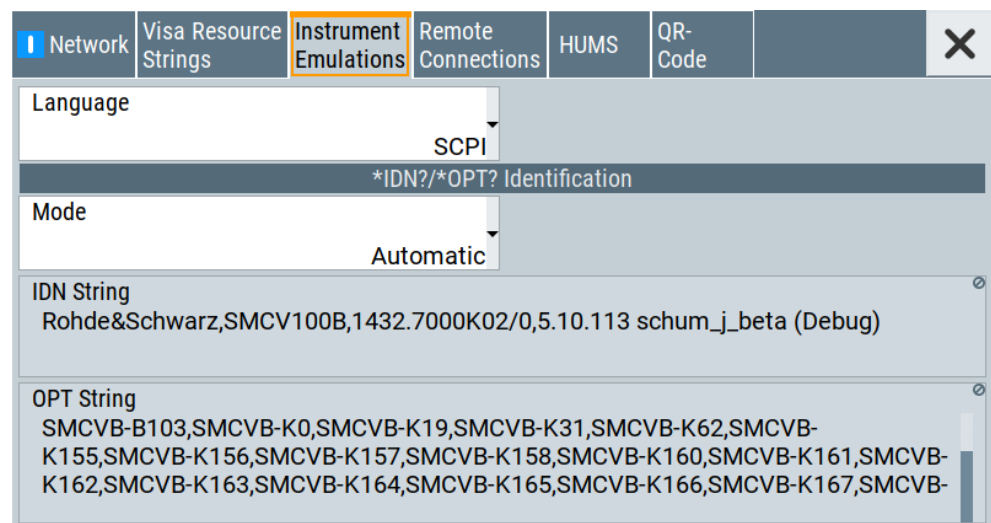 Network
Visa Resource
Strings
Instrument
Emulations
Remote
Connections
HUMS
QR-
Code
Language
SCPI
*IDN?/*OPT? Identification
Mode
Automatic
IDN String
Rohde&Schwarz,SMCV100B,1432.7000K02/0,5.10.113 schum_j_beta (Debug)
OPT String
SMCVB-B103,SMCVB-K0,SMCVB-K19,SMCVB-K31,SMCVB-K62,SMCVB-
K155,SMCVB-K156,SMCVB-K157,SMCVB-K158,SMCVB-K160,SMCVB-K161,SMCVB-
K162,SMCVB-K163,SMCVB-K164,SMCVB-K165,SMCVB-K166,SMCVB-K167,SMCVB-